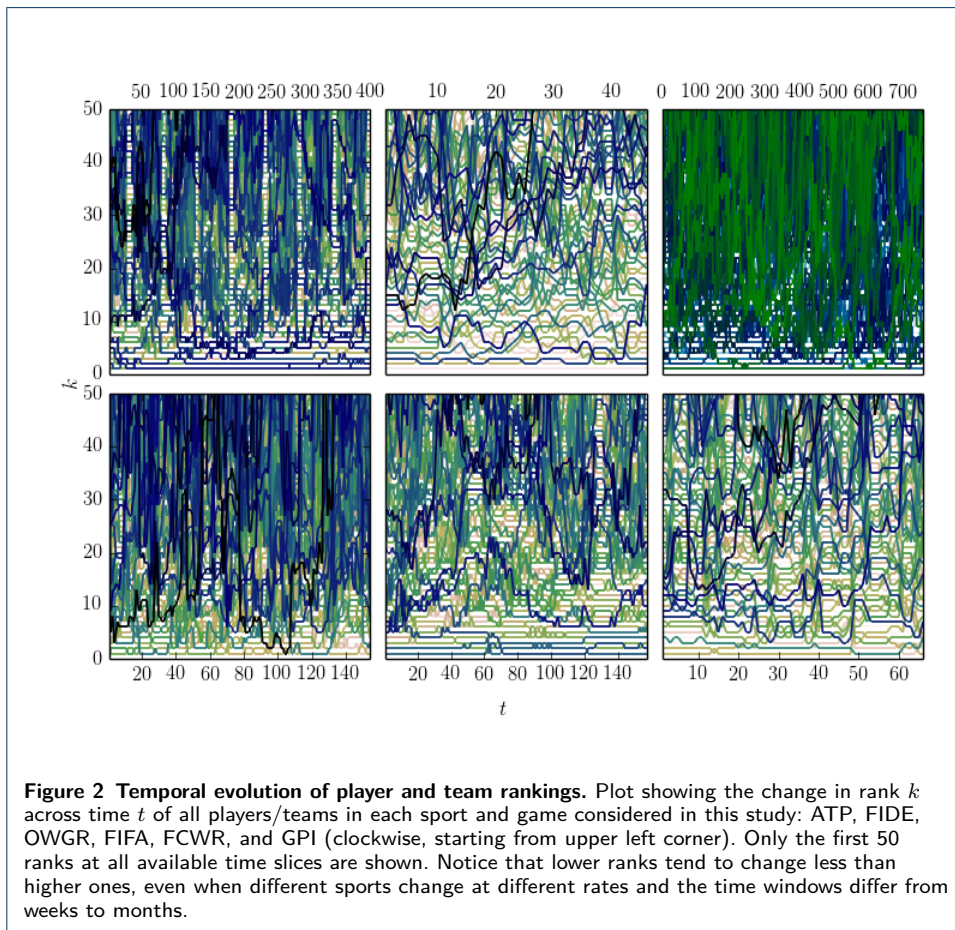 50 100 150 200 250 300 350 400
10 20 30 40
0 100 200 300 400 500 600 700
50
40
30
20
10
0
k
50
40
30
20
10
0
20 40 60 80 100 120 140
20 40 60 80 100 120 140
10 20 30 40 50 60
t
Figure 2 Temporal evolution of player and team rankings. Plot showing the change in rank k
across time t of all players/teams in each sport and game considered in this study: ATP, FIDE,
OWGR, FIFA, FCWR, and GPI (clockwise, starting from upper left corner). Only the first 50
ranks at all available time slices are shown. Notice that lower ranks tend to change less than
higher ones, even when different sports change at different rates and the time windows differ from
weeks to months.